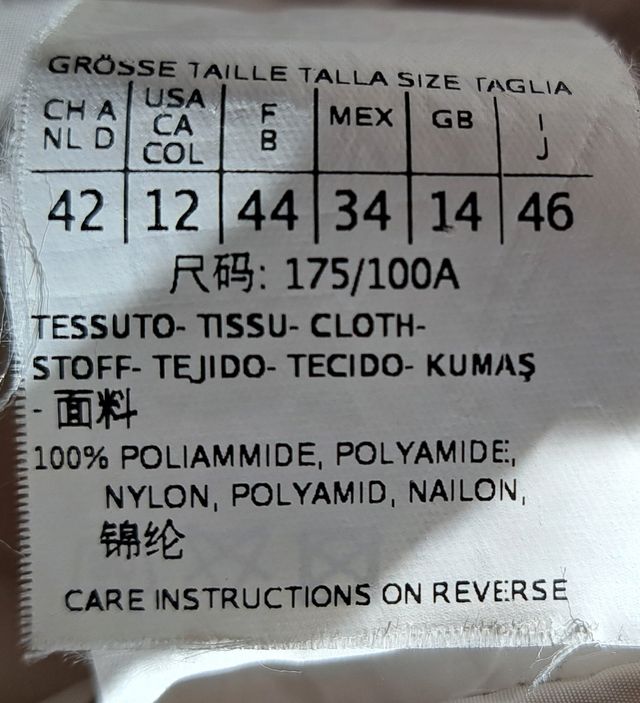 GRÖSSE TAILLE TALLA SIZE TAGLIA
CH A NL D | USA CA COL | F B | MEX | GB | I J
42 | 12 | 44 | 34 | 14 | 46
尺码: 175/100A
TESSUTO- TISSU- CLOTH-
STOFF- TEJIDO- TECIDO- KUMAŞ
- 面料
100% POLIAMMIDE, POLYAMIDE,
NYLON, POLYAMID, NAILON,
锦纶
CARE INSTRUCTIONS ON REVERSE